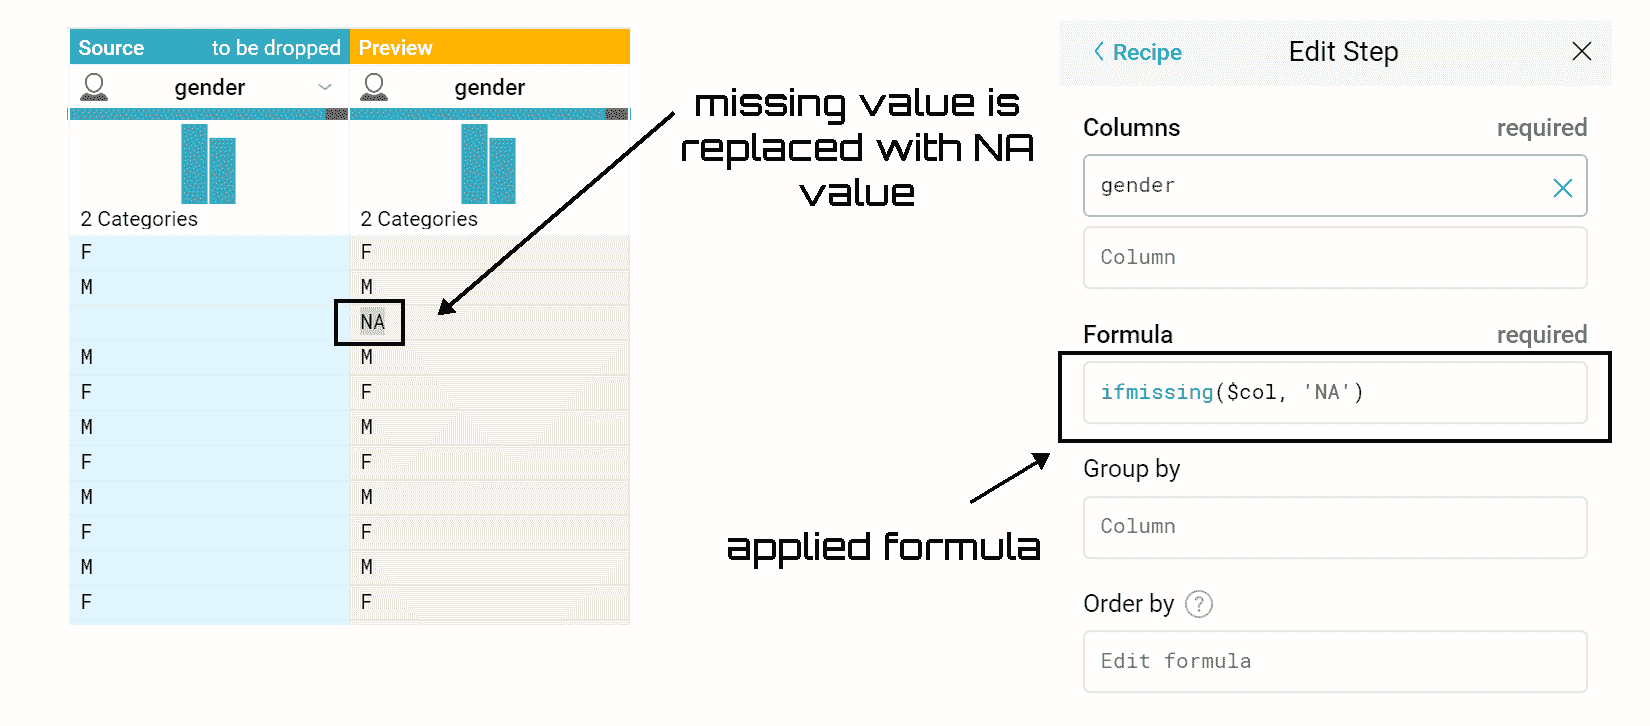 Source to be dropped Preview
gender gender
2 Categories 2 Categories
F F
M M
NA
M M
F F
M M
F F
M M
F F
M M
F F
missing value is
replaced with NA
value
applied formula
Recipe Edit Step
Columns required
gender
Column
Formula required
ifmissing($col, 'NA')
Group by
Column
Order by ?
Edit formula